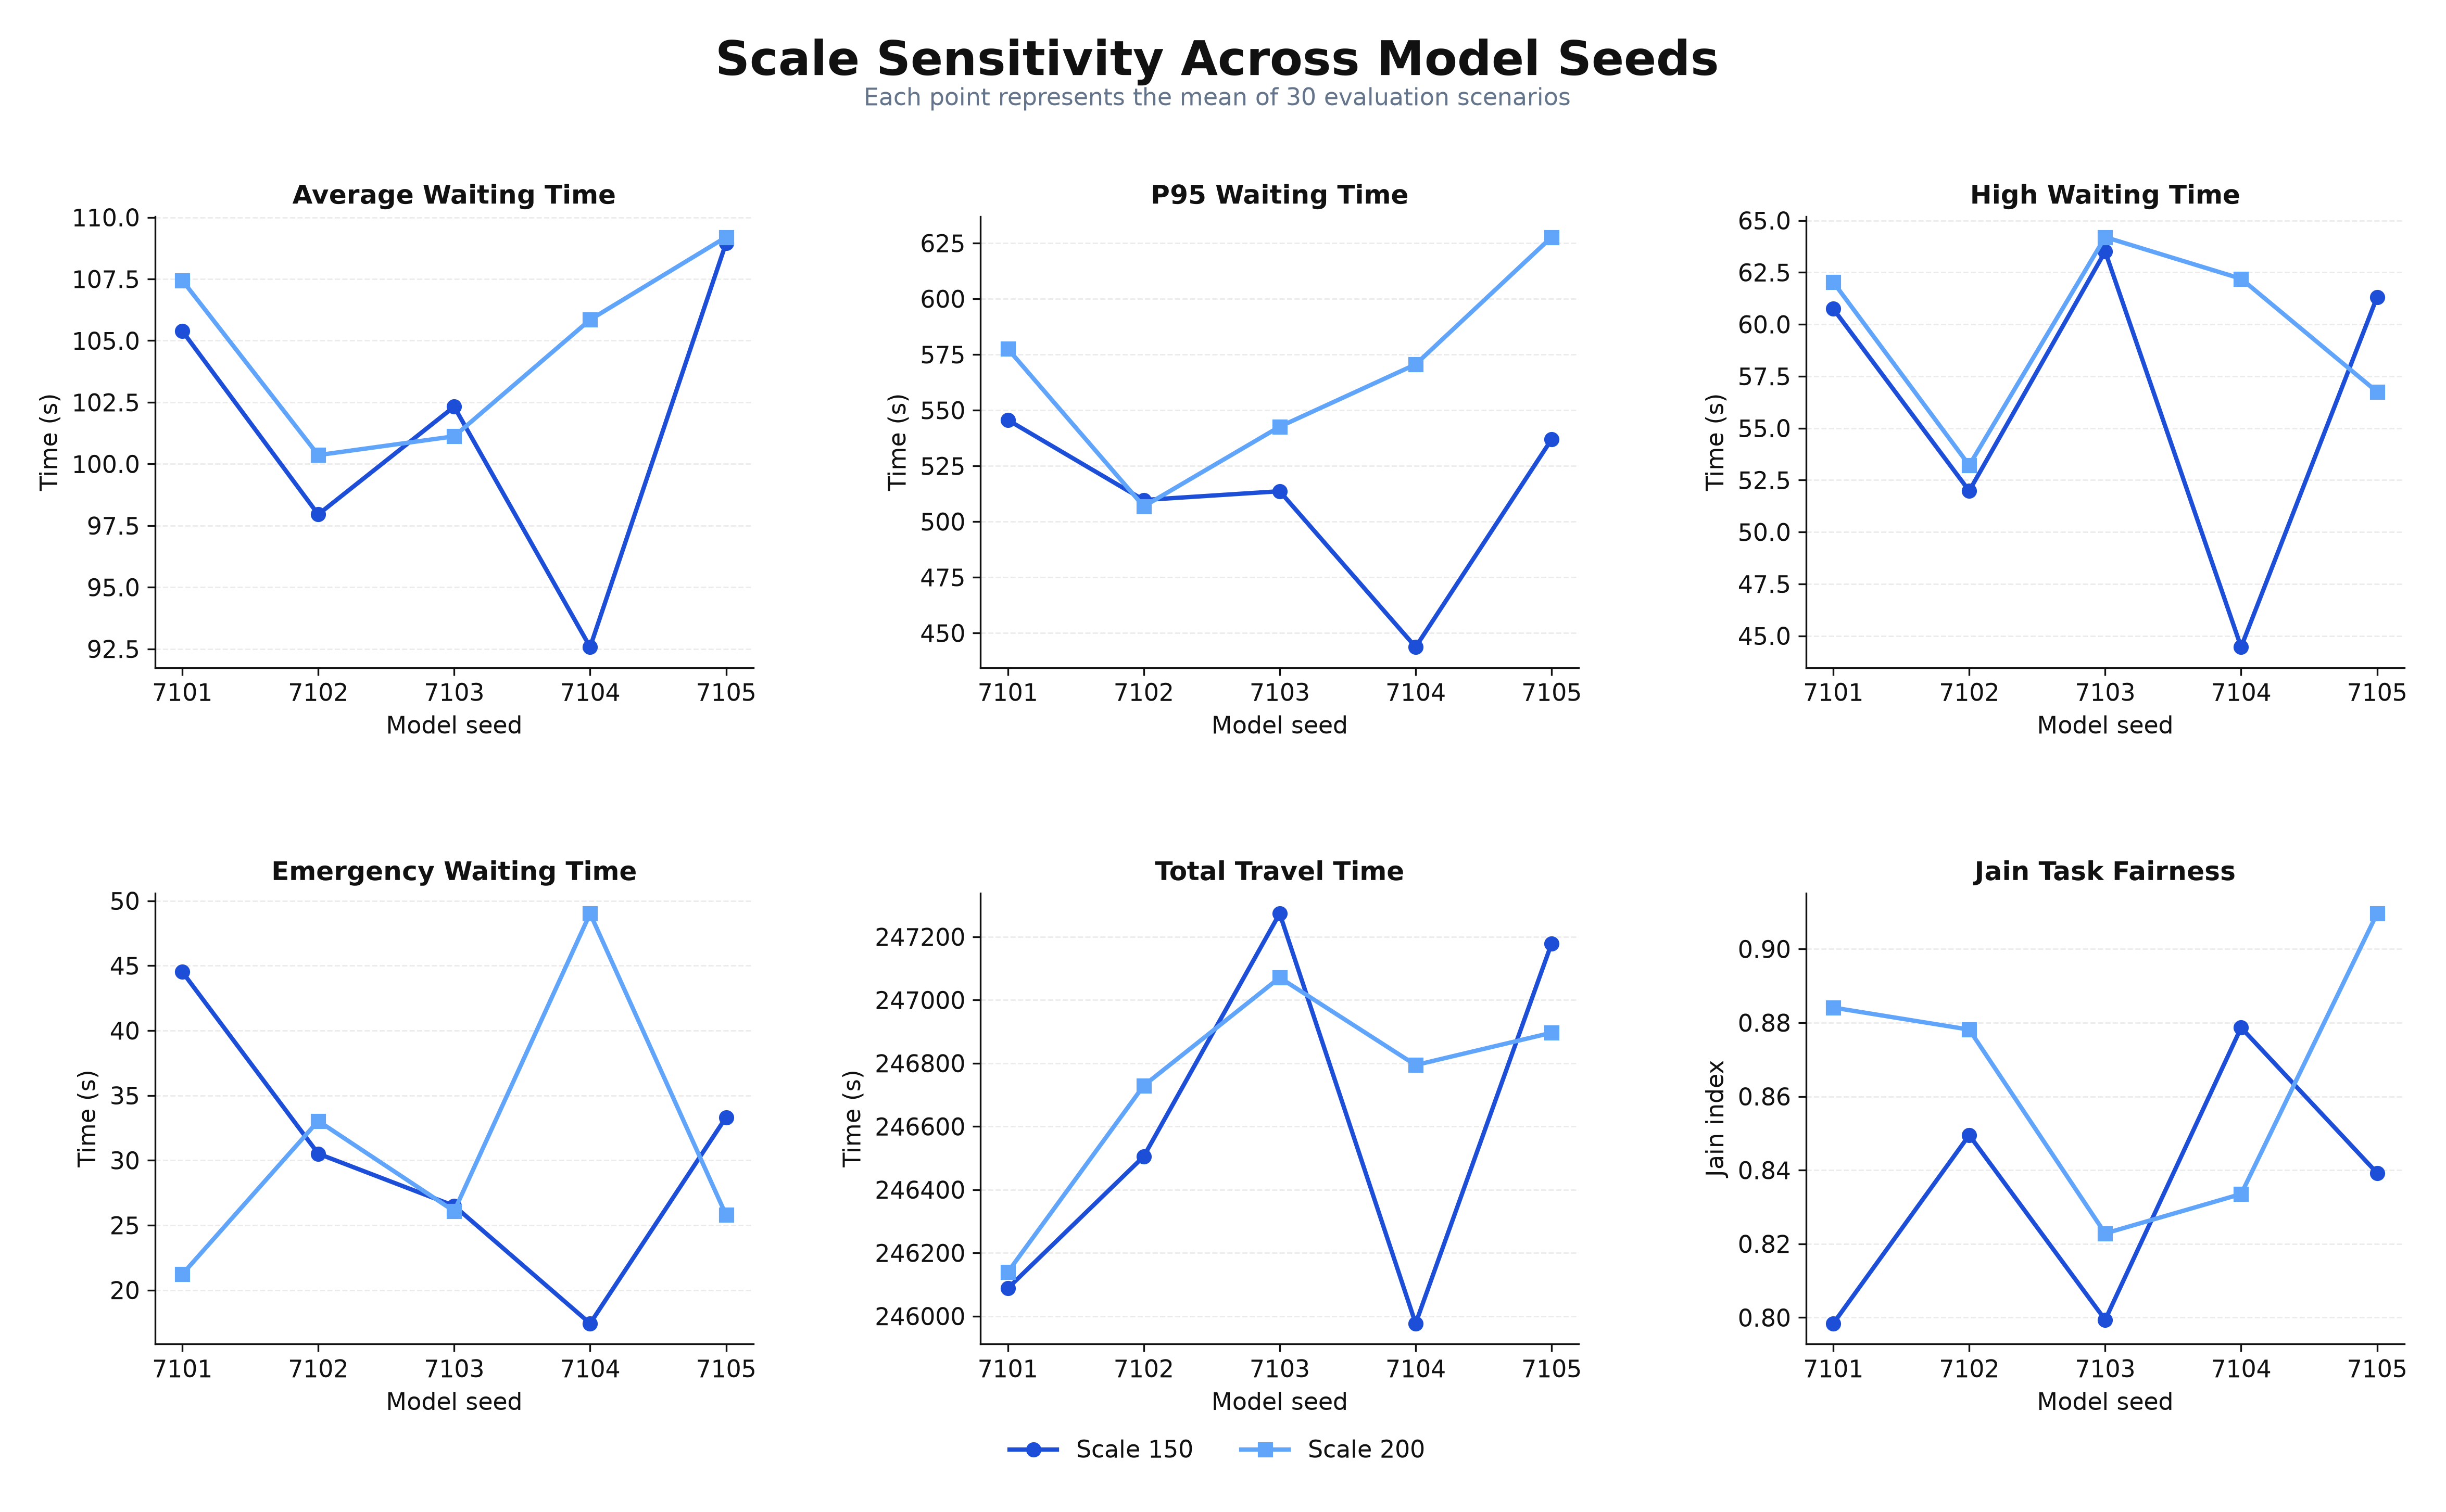 Scale Sensitivity Across Model Seeds
Each point represents the mean of 30 evaluation scenarios
Average Waiting Time
110.0
107.5
105.0
102.5
100.0
97.5
95.0
92.5
Time (s)
7101 7102 7103 7104 7105
Model seed
P95 Waiting Time
625
600
575
550
525
500
475
450
Time (s)
7101 7102 7103 7104 7105
Model seed
High Waiting Time
65.0
62.5
60.0
57.5
55.0
52.5
50.0
47.5
45.0
Time (s)
7101 7102 7103 7104 7105
Model seed
Emergency Waiting Time
50
45
40
35
30
25
20
Time (s)
7101 7102 7103 7104 7105
Model seed
Total Travel Time
247200
247000
246800
246600
246400
246200
246000
Time (s)
7101 7102 7103 7104 7105
Model seed
Jain Task Fairness
0.90
0.88
0.86
0.84
0.82
0.80
Jain index
7101 7102 7103 7104 7105
Model seed
Scale 150 Scale 200